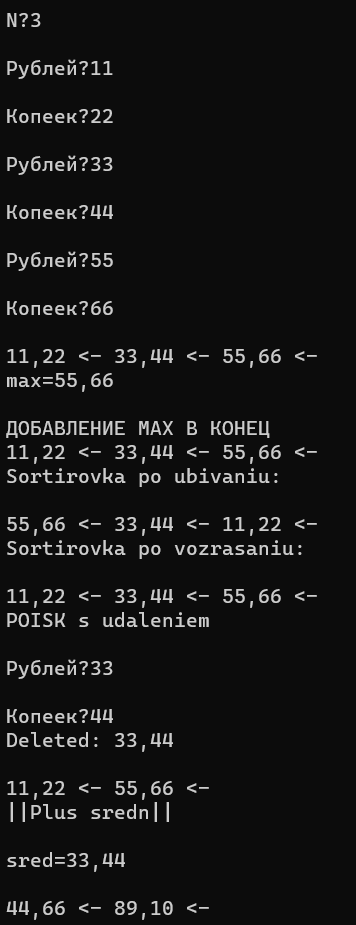 N?3
Рублей?11
Копеек?22
Рублей?33
Копеек?44
Рублей?55
Копеек?66
11,22 <- 33,44 <- 55,66 <-
max=55,66
ДОБАВЛЕНИЕ MAX В КОНЕЦ
11,22 <- 33,44 <- 55,66 <-
Sortirovka po ubivaniu:
55,66 <- 33,44 <- 11,22 <-
Sortirovka po vozrasaniu:
11,22 <- 33,44 <- 55,66 <-
POISK s udaleniem
Рублей?33
Копеек?44
Deleted: 33,44
11,22 <- 55,66 <-
||Plus sredn||
sred=33,44
44,66 <- 89,10 <-